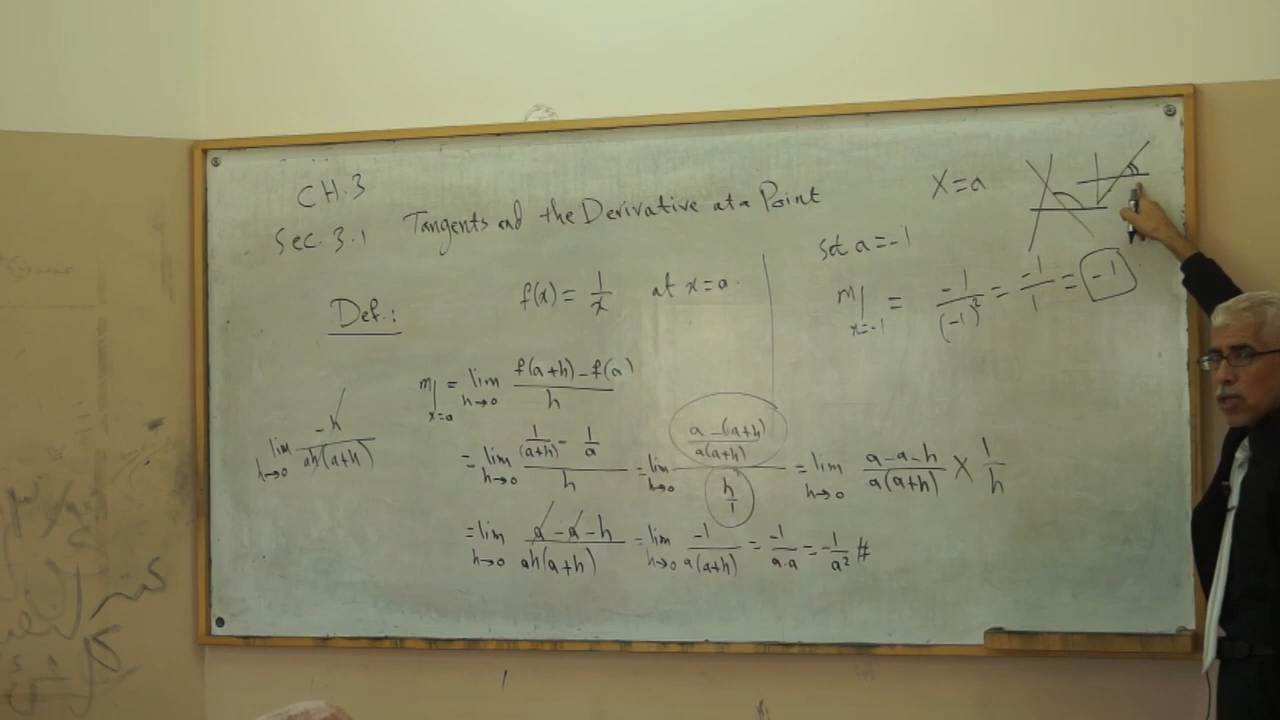 CH.3
Sec. 3.1 Tangents and the Derivative at a Point
X=a
Def.:
f(x) = 1/x at x=a.
m|x=a = lim h→0 (f(a+h) - f(a))/h
= lim h→0 (1/(a+h) - 1/a)/h = lim h→0 ((a-(a+h))/(a(a+h)))/(h/1) = lim h→0 (a-a-h)/(a(a+h)) X 1/h
= lim h→0 (a-a-h)/(ah(a+h)) = lim h→0 -1/(a(a+h)) = -1/(a.a) = -1/a² #
lim h→0 -h/(ah(a+h))
set a=-1
m|x=-1 = -1/(-1)² = -1/1 = -1